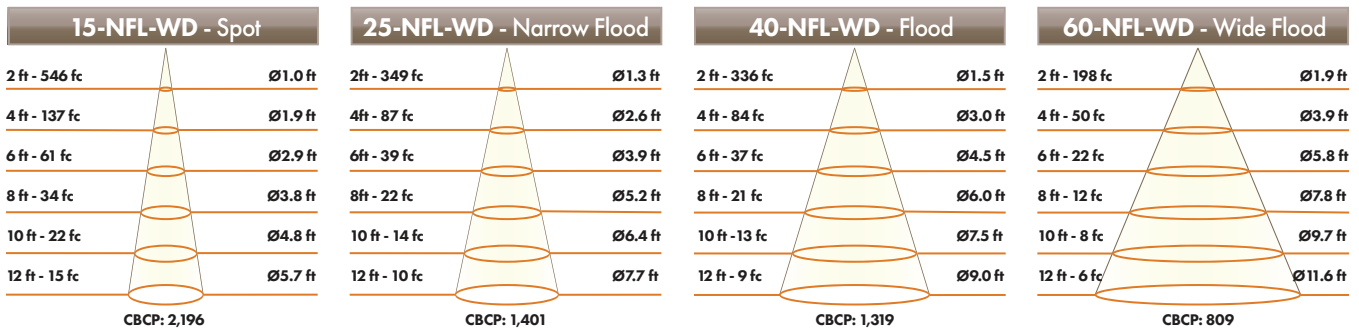 15-NFL-WD - Spot
2 ft - 546 fc Ø1.0 ft
4 ft - 137 fc Ø1.9 ft
6 ft - 61 fc Ø2.9 ft
8 ft - 34 fc Ø3.8 ft
10 ft - 22 fc Ø4.8 ft
12 ft - 15 fc Ø5.7 ft
CBCP: 2,196
25-NFL-WD - Narrow Flood
2ft - 349 fc Ø1.3 ft
4ft - 87 fc Ø2.6 ft
6ft - 39 fc Ø3.9 ft
8ft - 22 fc Ø5.2 ft
10 ft - 14 fc Ø6.4 ft
12 ft - 10 fc Ø7.7 ft
CBCP: 1,401
40-NFL-WD - Flood
2 ft - 336 fc Ø1.5 ft
4 ft - 84 fc Ø3.0 ft
6 ft - 37 fc Ø4.5 ft
8 ft - 21 fc Ø6.0 ft
10 ft -13 fc Ø7.5 ft
12 ft - 9 fc Ø9.0 ft
CBCP: 1,319
60-NFL-WD - Wide Flood
2 ft - 198 fc Ø1.9 ft
4 ft - 50 fc Ø3.9 ft
6 ft - 22 fc Ø5.8 ft
8 ft - 12 fc Ø7.8 ft
10 ft - 8 fc Ø9.7 ft
12 ft - 6 fc Ø11.6 ft
CBCP: 809